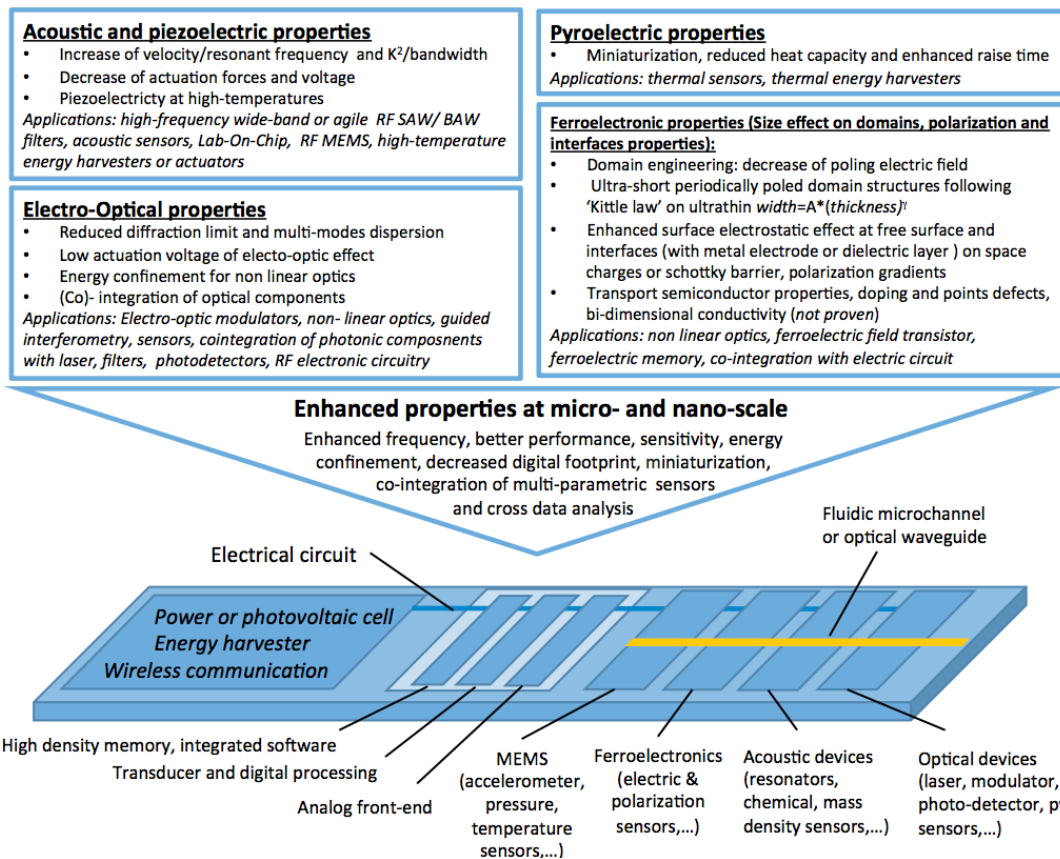 Acoustic and piezoelectric properties
• Increase of velocity/resonant frequency and K²/bandwidth
• Decrease of actuation forces and voltage
• Piezoelectricty at high-temperatures
Applications: high-frequency wide-band or agile RF SAW/ BAW
filters, acoustic sensors, Lab-On-Chip, RF MEMS, high-temperature
energy harvesters or actuators
Electro-Optical properties
• Reduced diffraction limit and multi-modes dispersion
• Low actuation voltage of electo-optic effect
• Energy confinement for non linear optics
• (Co)- integration of optical components
Applications: Electro-optic modulators, non- linear optics, guided
interferometry, sensors, cointegration of photonic composnents
with laser, filters, photodetectors, RF electronic circuitry
Pyroelectric properties
• Miniaturization, reduced heat capacity and enhanced raise time
Applications: thermal sensors, thermal energy harvesters
Ferroelectronic properties (Size effect on domains, polarization and
interfaces properties):
• Domain engineering: decrease of poling electric field
• Ultra-short periodically poled domain structures following
‘Kittle law’ on ultrathin width=A*(thickness)ᵞ
• Enhanced surface electrostatic effect at free surface and
interfaces (with metal electrode or dielectric layer ) on space
charges or schottky barrier, polarization gradients
• Transport semiconductor properties, doping and points defects,
bi-dimensional conductivity (not proven)
Applications: non linear optics, ferroelectric field transistor,
ferroelectric memory, co-integration with electric circuit
Enhanced properties at micro- and nano-scale
Enhanced frequency, better performance, sensitivity, energy
confinement, decreased digital footprint, miniaturization,
co-integration of multi-parametric sensors
and cross data analysis
Electrical circuit
Fluidic microchannel
or optical waveguide
Power or photovoltaic cell
Energy harvester
Wireless communication
High density memory, integrated software
Transducer and digital processing
Analog front-end
MEMS
(accelerometer,
pressure,
temperature
sensors,…)
Ferroelectronics
(electric &
polarization
sensors,…)
Acoustic devices
(resonators,
chemical, mass
density sensors,…)
Optical devices
(laser, modulator,
photo-detector,
sensors,…)